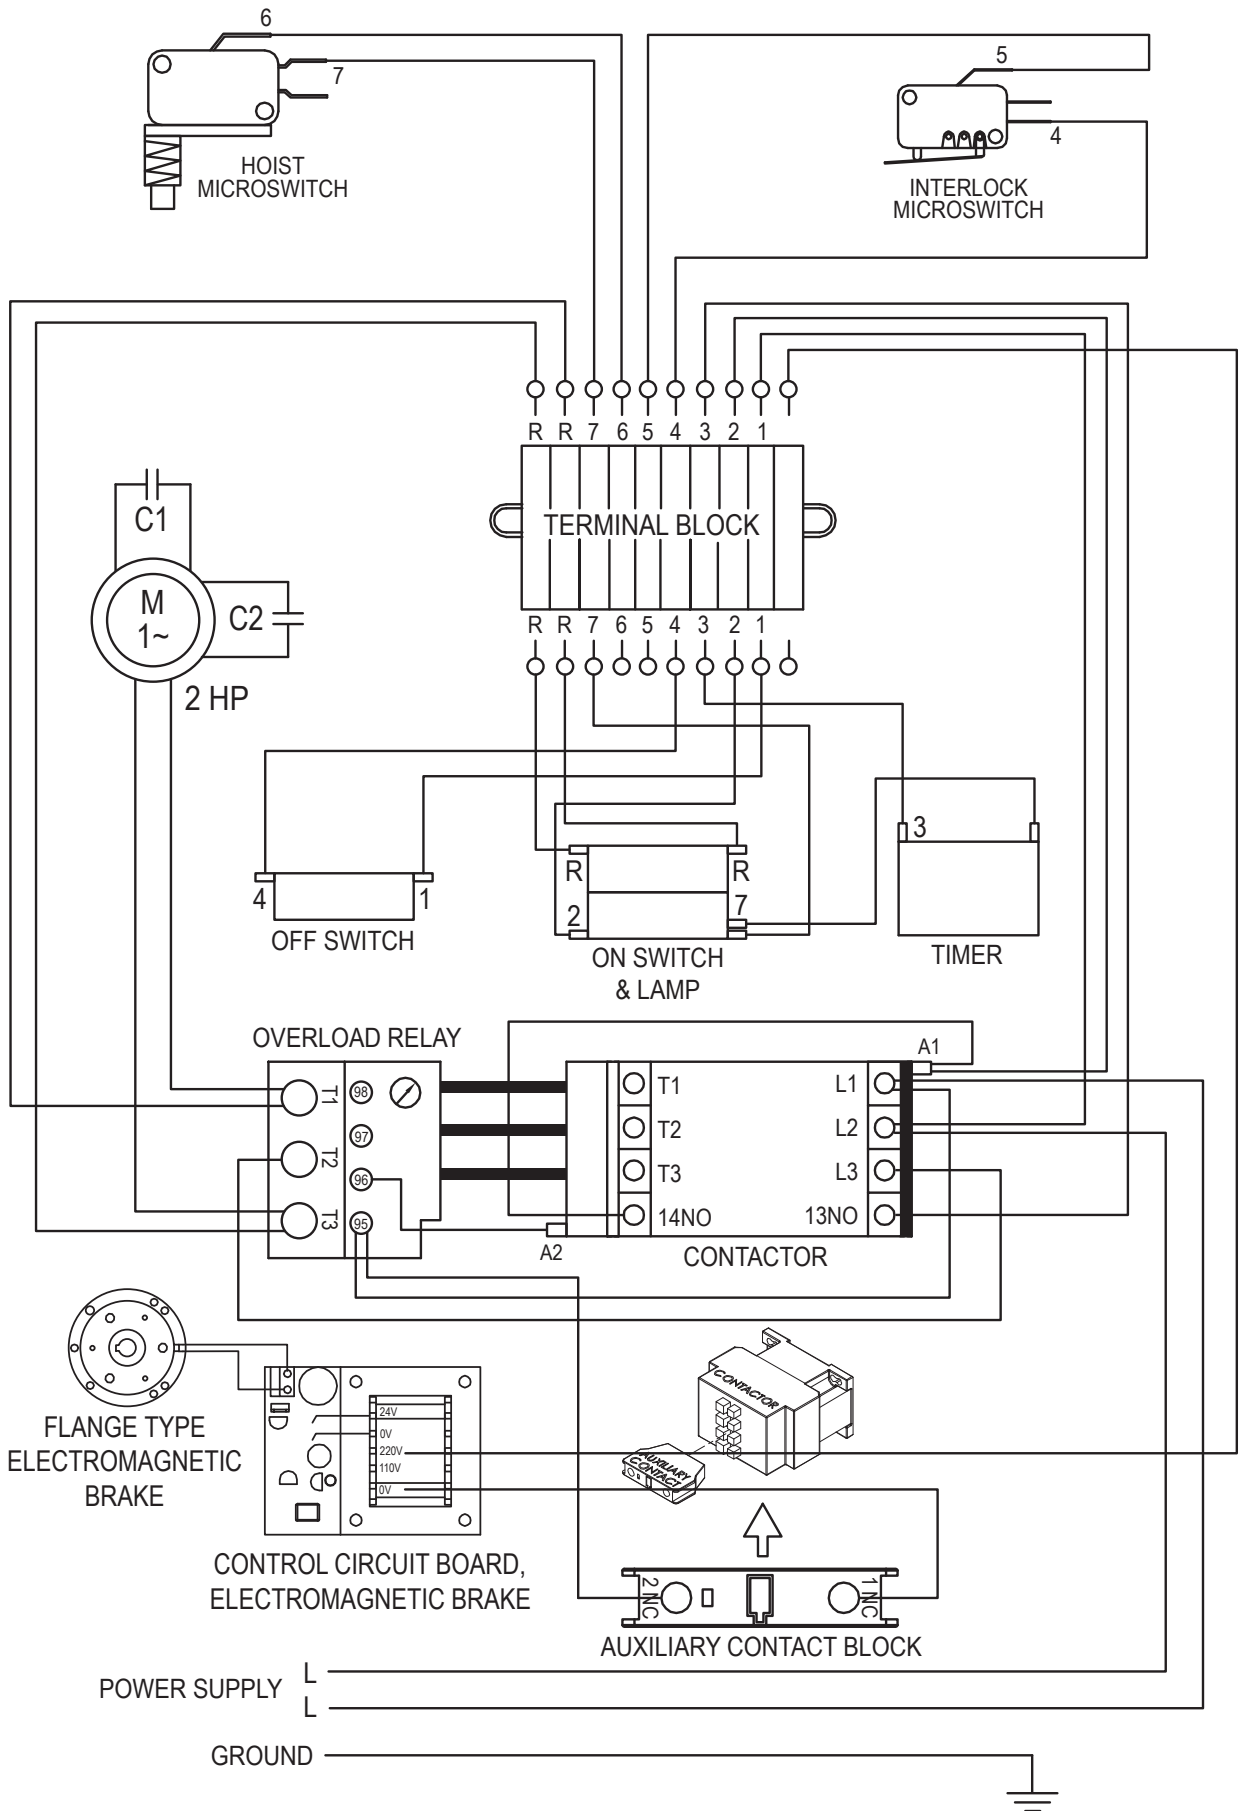 6
7
HOIST
MICROSWITCH
5
4
INTERLOCK
MICROSWITCH
R R 7 6 5 4 3 2 1
TERMINAL BLOCK
R R 7 6 5 4 3 2 1
C1
M
1~
C2
2 HP
4
1
OFF SWITCH
R
R
2
7
ON SWITCH
& LAMP
3
TIMER
OVERLOAD RELAY
T1
T2
T3
98
97
96
95
A2
A1
T1
T2
T3
14NO
L1
L2
L3
13NO
CONTACTOR
FLANGE TYPE
ELECTROMAGNETIC
BRAKE
24V
0V
220V
110V
0V
CONTROL CIRCUIT BOARD,
ELECTROMAGNETIC BRAKE
CONTACTOR
AUXILIARY
CONTACT
2 NC
1 NC
AUXILIARY CONTACT BLOCK
POWER SUPPLY
L
L
GROUND